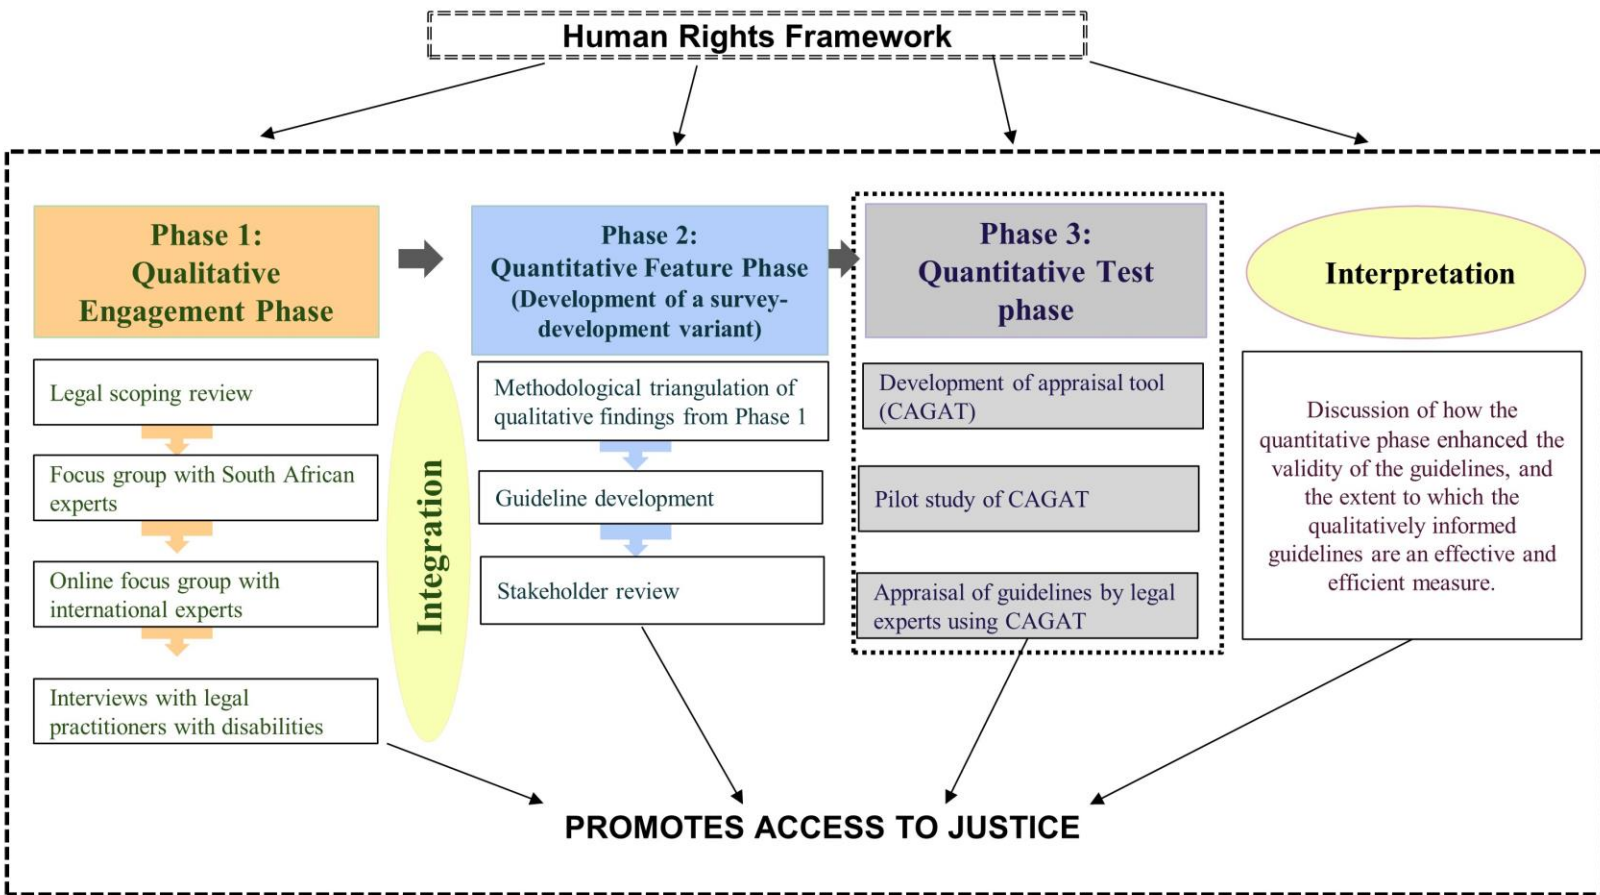 Human Rights Framework
Phase 1:
Qualitative
Engagement Phase
Legal scoping review
Focus group with South African
experts
Online focus group with
international experts
Interviews with legal
practitioners with disabilities
Integration
Phase 2:
Quantitative Feature Phase
(Development of a survey-
development variant)
Methodological triangulation of
qualitative findings from Phase 1
Guideline development
Stakeholder review
Phase 3:
Quantitative Test
phase
Development of appraisal tool
(CAGAT)
Pilot study of CAGAT
Appraisal of guidelines by legal
experts using CAGAT
Interpretation
Discussion of how the
quantitative phase enhanced the
validity of the guidelines, and
the extent to which the
qualitatively informed
guidelines are an effective and
efficient measure.
PROMOTES ACCESS TO JUSTICE